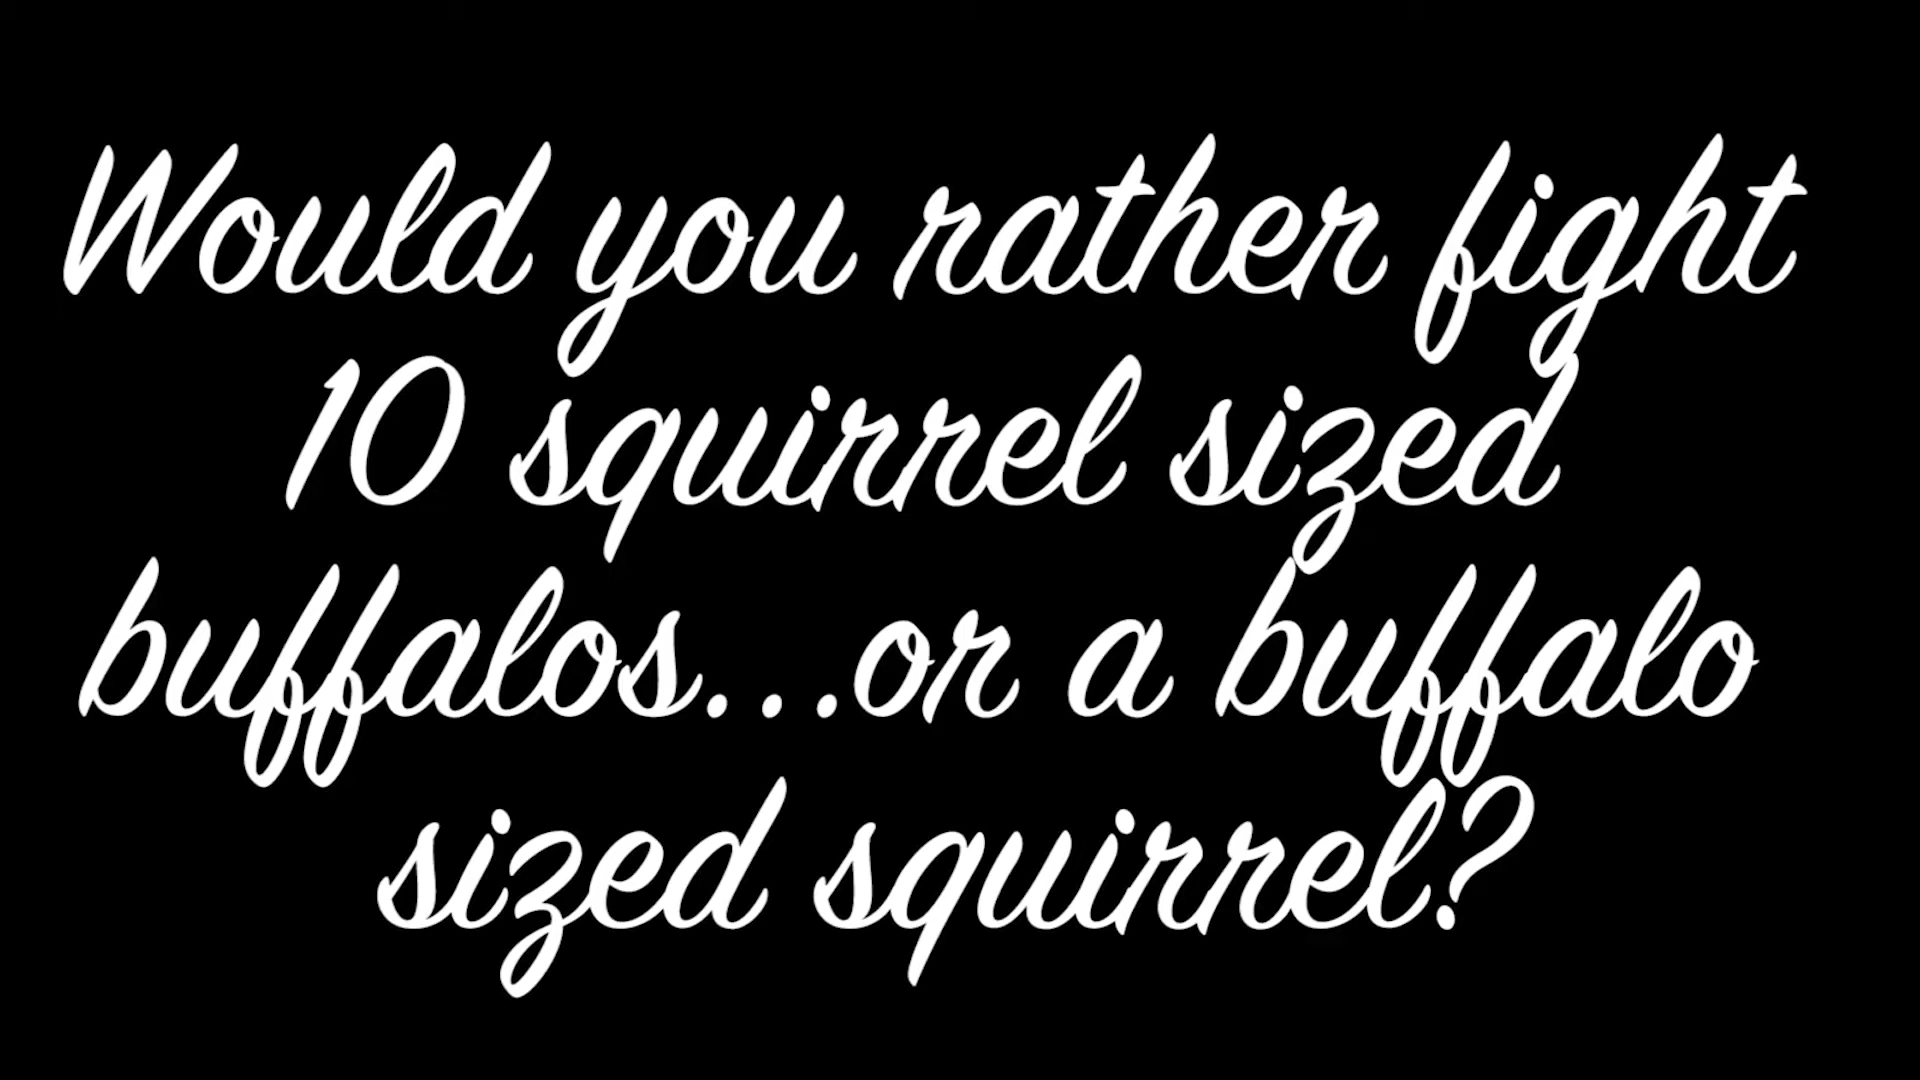 Would you rather fight
10 squirrel sized
buffalos...or a buffalo
sized squirrel?